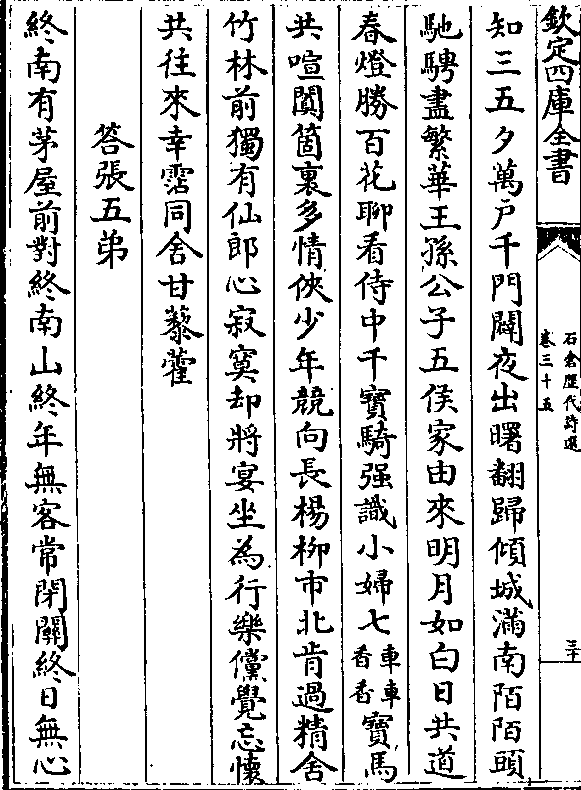 欽定四庫全書
石倉歷代詩選
卷三十五
三十
知三五夕萬戶千門闢夜出曙翻歸傾城滿南陌陌頭
馳騁盡繁華王孫公子五侯家由來明月如白日共道
春燈勝百花聊看侍中千寶騎强識小婦七香車香車寶馬
共喧闐箇裏多情俠少年競向長楊柳市北肯過精舍
竹林前獨有仙郎心寂寞却將宴坐為行樂儻覺忘懷
共往來幸霑同舍甘藜藿
答張五弟
終南有茅屋前對終南山終年無客常閉關終日無心